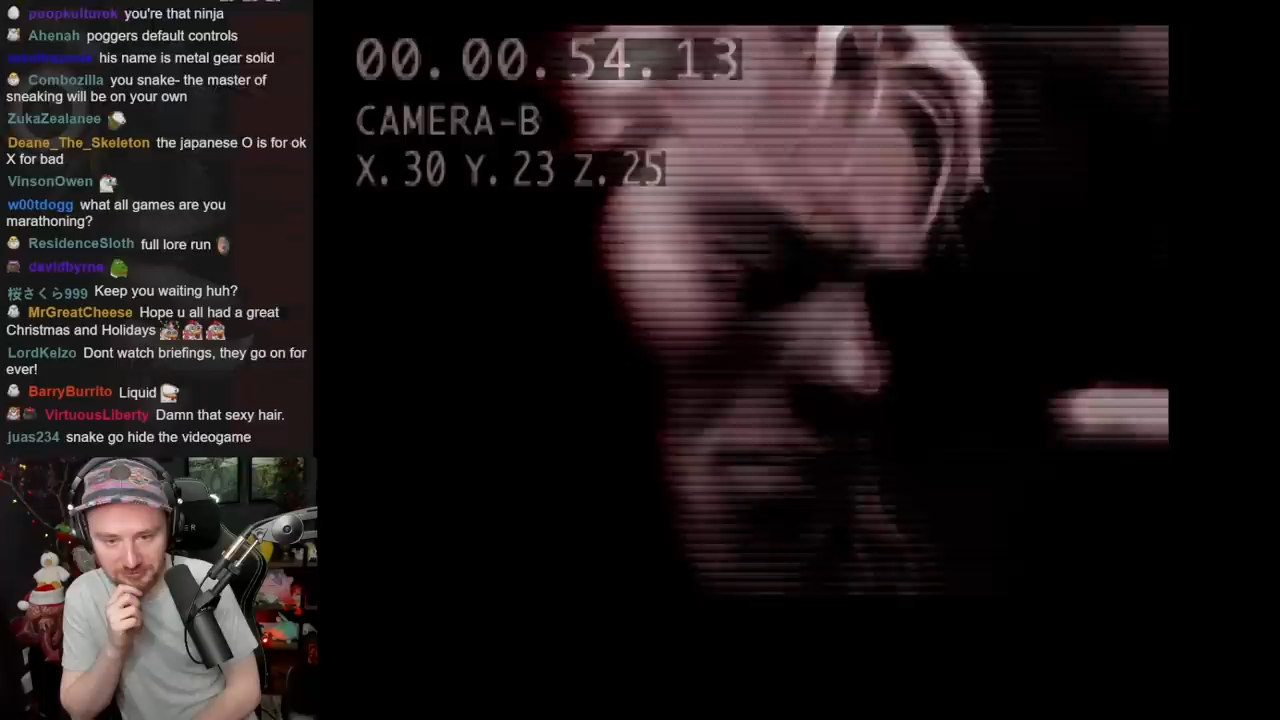 poopkulturek you're that ninja
Ahenah poggers default controls
his name is metal gear solid
Combozilla you snake- the master of
sneaking will be on your own
ZukaZealanee
Deane_The_Skeleton the japanese O is for ok
X for bad
VinsonOwen
w00tdogg what all games are you
marathoning?
ResidenceSloth full lore run
davidbyrne
桜さくら999 Keep you waiting huh?
MrGreatCheese Hope u all had a great
Christmas and Holidays
LordKelzo Dont watch briefings, they go on for
ever!
BarryBurrito Liquid
VirtuousLiberty Damn that sexy hair.
juas234 snake go hide the videogame
00.00.54.13
CAMERA-B
X.30 Y.23 Z.25